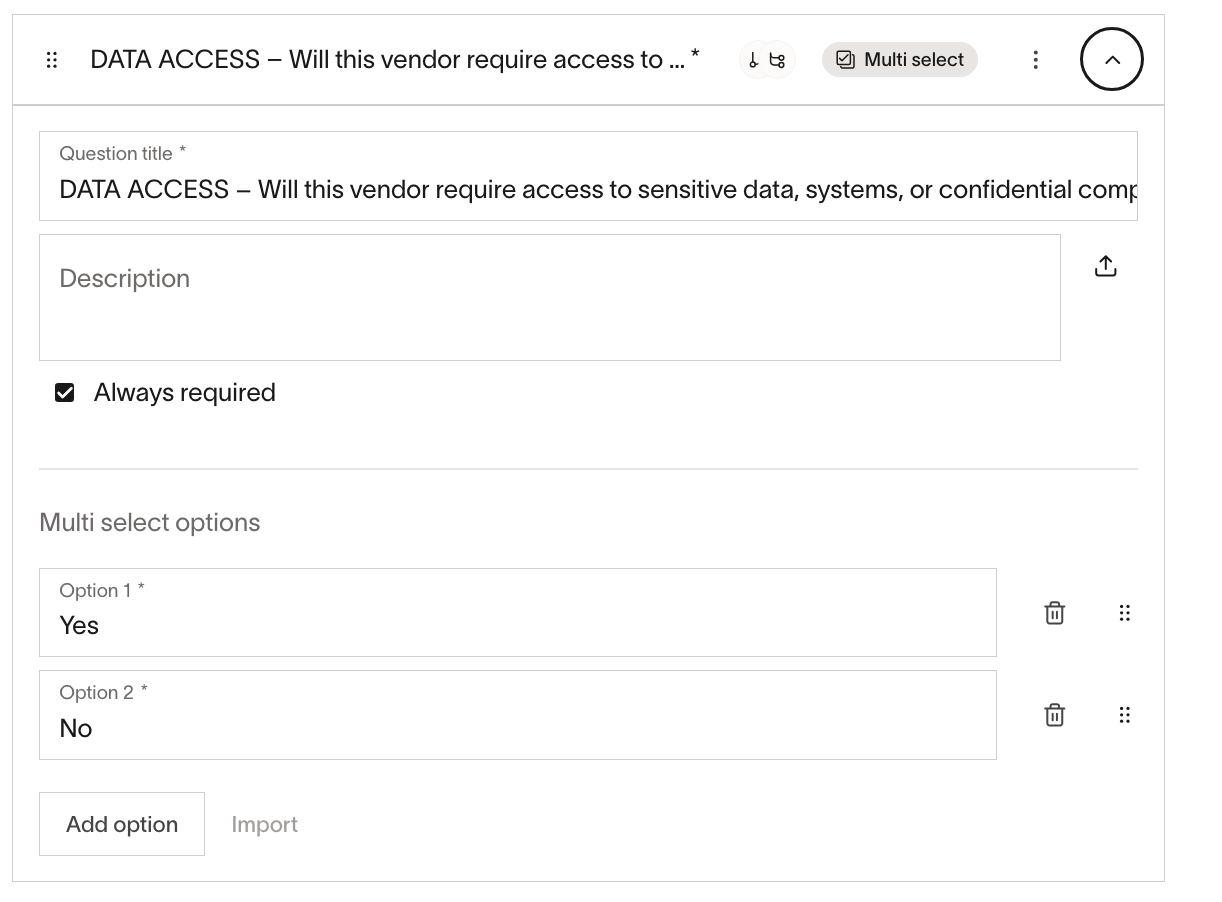 DATA ACCESS – Will this vendor require access to ... *
Multi select
Question title *
DATA ACCESS – Will this vendor require access to sensitive data, systems, or confidential comp
Description
Always required
Multi select options
Option 1 *
Yes
Option 2 *
No
Add option
Import